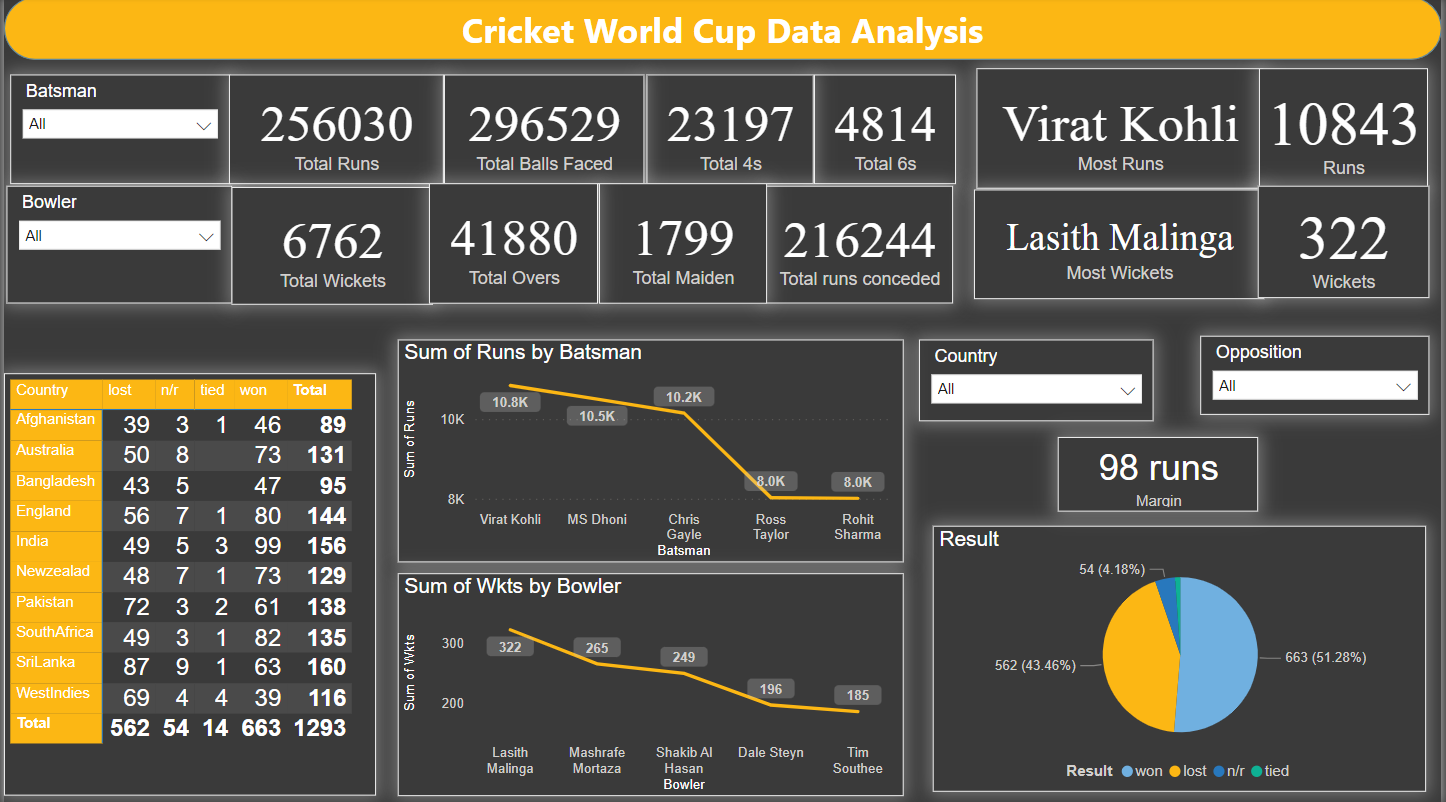 Cricket World Cup Data Analysis
Batsman
All
256030
Total Runs
296529
Total Balls Faced
23197
Total 4s
4814
Total 6s
Virat Kohli
Most Runs
10843
Runs
Bowler
All
6762
Total Wickets
41880
Total Overs
1799
Total Maiden
216244
Total runs conceded
Lasith Malinga
Most Wickets
322
Wickets
Country lost n/r tied won Total
Afghanistan 39 3 1 46 89
Australia 50 8 73 131
Bangladesh 43 5 47 95
England 56 7 1 80 144
India 49 5 3 99 156
Newzealad 48 7 1 73 129
Pakistan 72 3 2 61 138
SouthAfrica 49 3 1 82 135
SriLanka 87 9 1 63 160
WestIndies 69 4 4 39 116
Total 562 54 14 663 1293
Sum of Runs by Batsman
Sum of Runs
10K
8K
10.8K
10.5K
10.2K
8.0K
8.0K
Virat Kohli
MS Dhoni
Chris
Gayle
Ross
Taylor
Rohit
Sharma
Batsman
Sum of Wkts by Bowler
Sum of Wkts
300
200
322
265
249
196
185
Lasith
Malinga
Mashrafe
Mortaza
Shakib Al
Hasan
Dale Steyn
Tim
Southee
Bowler
Country
All
Opposition
All
98 runs
Margin
Result
54 (4.18%)
562 (43.46%)
663 (51.28%)
Result won lost n/r tied